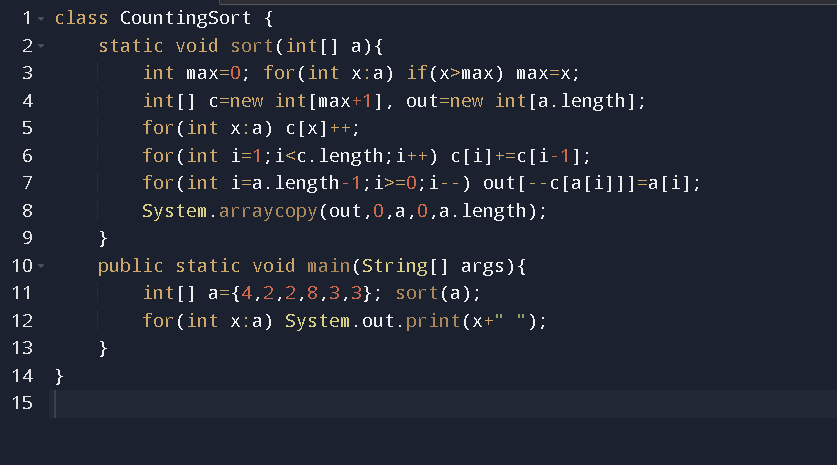 1 class CountingSort {
2     static void sort(int[] a){
3         int max=0; for(int x:a) if(x>max) max=x;
4         int[] c=new int[max+1], out=new int[a.length];
5         for(int x:a) c[x]++;
6         for(int i=1;i<c.length;i++) c[i]+=c[i-1];
7         for(int i=a.length-1;i>=0;i--) out[--c[a[i]]]=a[i];
8         System.arraycopy(out,0,a,0,a.length);
9     }
10     public static void main(String[] args){
11         int[] a={4,2,2,8,3,3}; sort(a);
12         for(int x:a) System.out.print(x+" ");
13     }
14 }
15